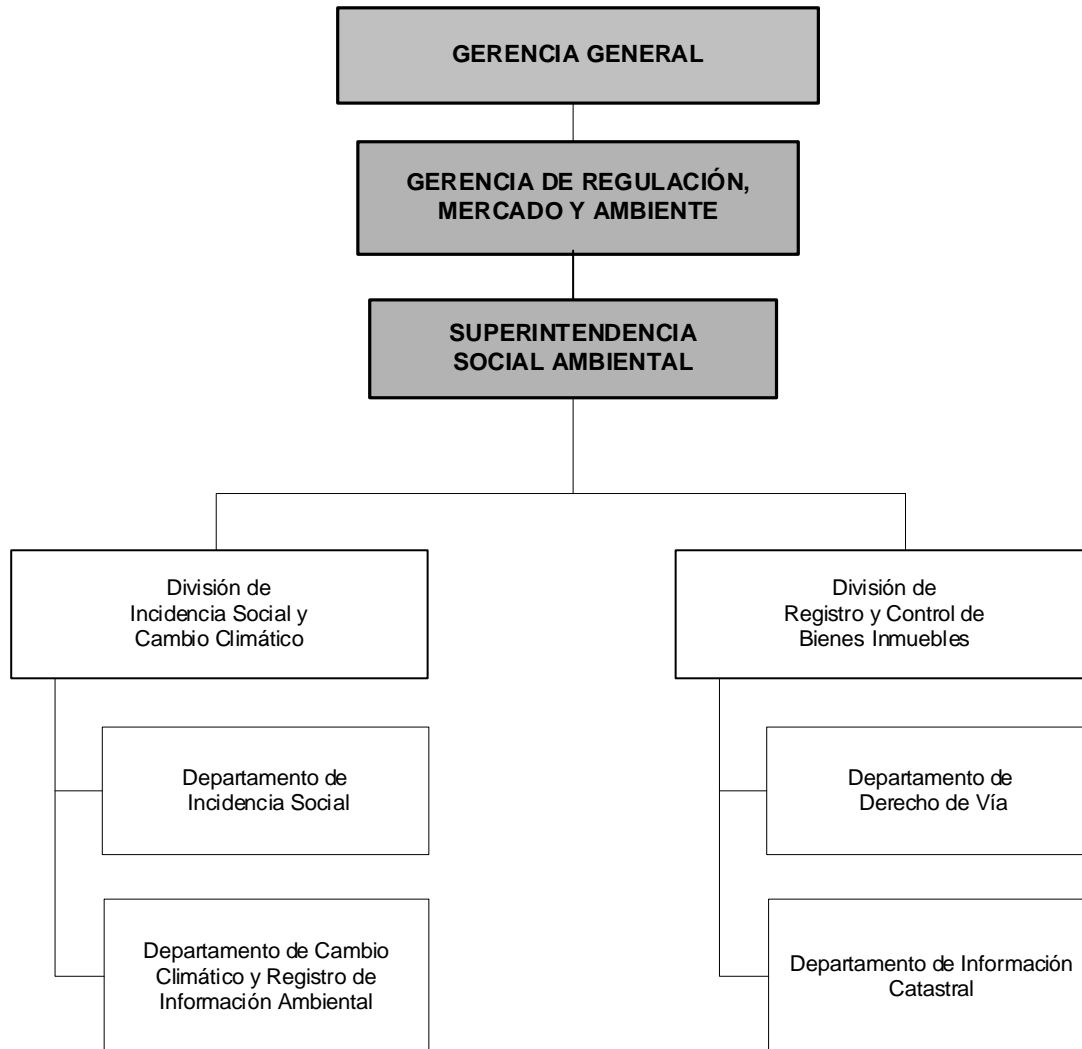 GERENCIA GENERAL
GERENCIA DE REGULACIÓN,
MERCADO Y AMBIENTE
SUPERINTENDENCIA
SOCIAL AMBIENTAL
División de
Incidencia Social y
Cambio Climático
Departamento de
Incidencia Social
Departamento de Cambio
Climático y Registro de
Información Ambiental
División de
Registro y Control de
Bienes Inmuebles
Departamento de
Derecho de Vía
Departamento de Información
Catastral